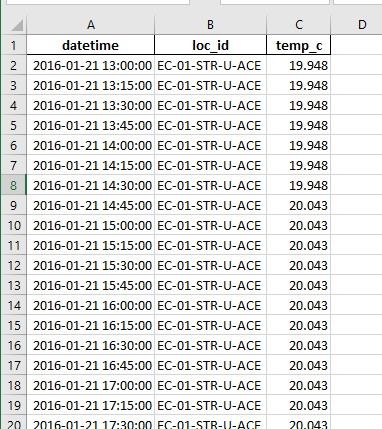 A B C D
1 datetime loc_id temp_c
2 2016-01-21 13:00:00 EC-01-STR-U-ACE 19.948
3 2016-01-21 13:15:00 EC-01-STR-U-ACE 19.948
4 2016-01-21 13:30:00 EC-01-STR-U-ACE 19.948
5 2016-01-21 13:45:00 EC-01-STR-U-ACE 19.948
6 2016-01-21 14:00:00 EC-01-STR-U-ACE 19.948
7 2016-01-21 14:15:00 EC-01-STR-U-ACE 19.948
8 2016-01-21 14:30:00 EC-01-STR-U-ACE 19.948
9 2016-01-21 14:45:00 EC-01-STR-U-ACE 20.043
10 2016-01-21 15:00:00 EC-01-STR-U-ACE 20.043
11 2016-01-21 15:15:00 EC-01-STR-U-ACE 20.043
12 2016-01-21 15:30:00 EC-01-STR-U-ACE 20.043
13 2016-01-21 15:45:00 EC-01-STR-U-ACE 20.043
14 2016-01-21 16:00:00 EC-01-STR-U-ACE 20.043
15 2016-01-21 16:15:00 EC-01-STR-U-ACE 20.043
16 2016-01-21 16:30:00 EC-01-STR-U-ACE 20.043
17 2016-01-21 16:45:00 EC-01-STR-U-ACE 20.043
18 2016-01-21 17:00:00 EC-01-STR-U-ACE 20.043
19 2016-01-21 17:15:00 EC-01-STR-U-ACE 20.043
20 2016-01-21 17:30:00 EC-01-STR-U-ACE 20.043